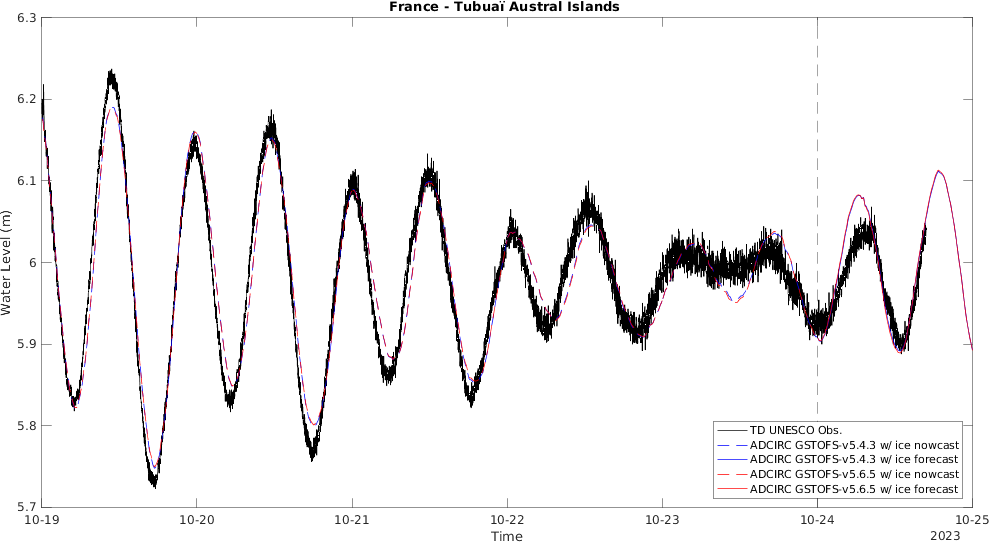 France - Tubuaï Austral Islands
6.3
6.2
6.1
6
5.9
5.8
5.7
Water Level (m)
TD UNESCO Obs.
ADCIRC GSTOFS-v5.4.3 w/ ice nowcast
ADCIRC GSTOFS-v5.4.3 w/ ice forecast
ADCIRC GSTOFS-v5.6.5 w/ ice nowcast
ADCIRC GSTOFS-v5.6.5 w/ ice forecast
10-19 10-20 10-21 10-22 10-23 10-24 10-25
Time
2023